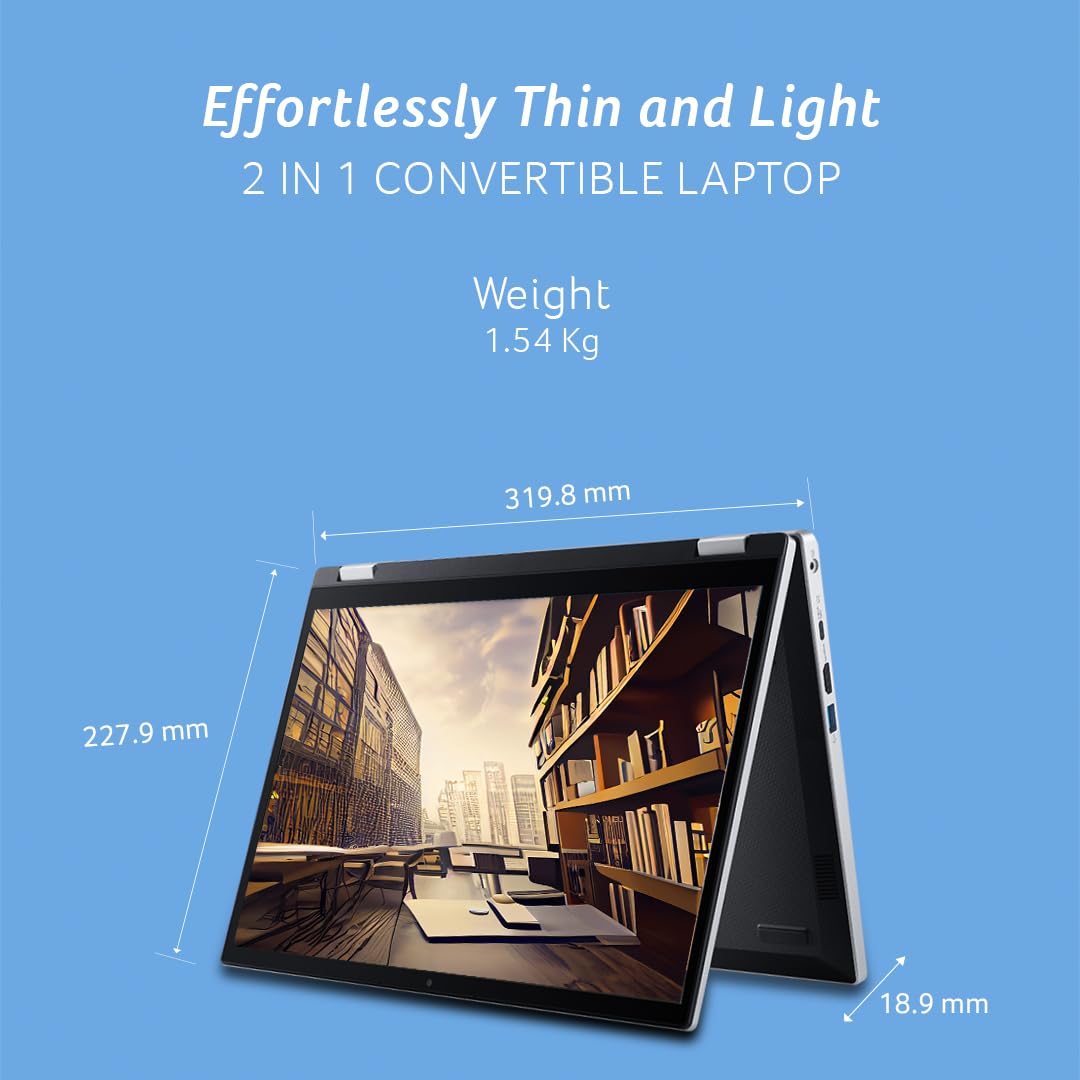 Effortlessly Thin and Light
2 IN 1 CONVERTIBLE LAPTOP
Weight
1.54 Kg
319.8 mm
227.9 mm
18.9 mm